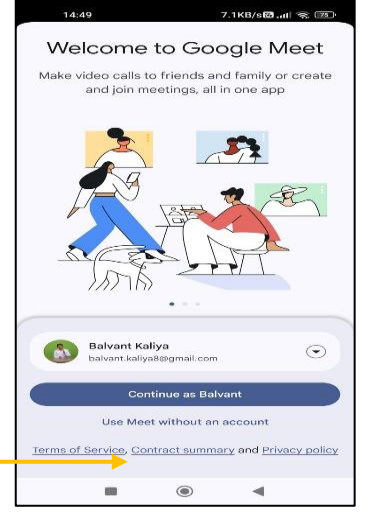 14:49 7.1KB/s 75
Welcome to Google Meet
Make video calls to friends and family or create
and join meetings, all in one app
Balvant Kaliya
balvant.kaliya8@gmail.com
Continue as Balvant
Use Meet without an account
Terms of Service, Contract summary and Privacy policy